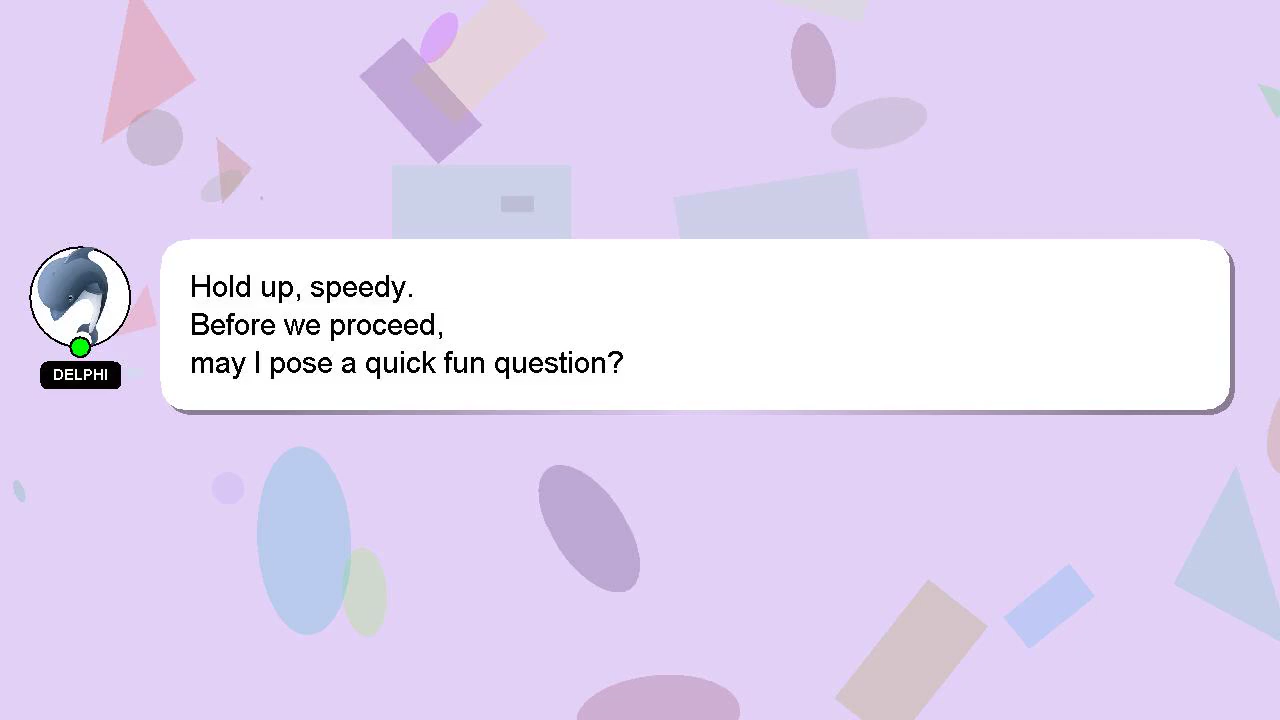 Hold up, speedy.
Before we proceed,
may I pose a quick fun question?
DELPHI